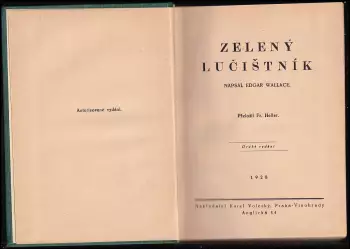 Autorisované vydání.
ZELENÝ
LUČIŠTNÍK
NAPSAL EDGAR WALLACE.
Přeložil Fr. Heller.
Druhé vydání
1928
Nakladatel Karel Voleský, Praha-Vinohrady
Anglická 14